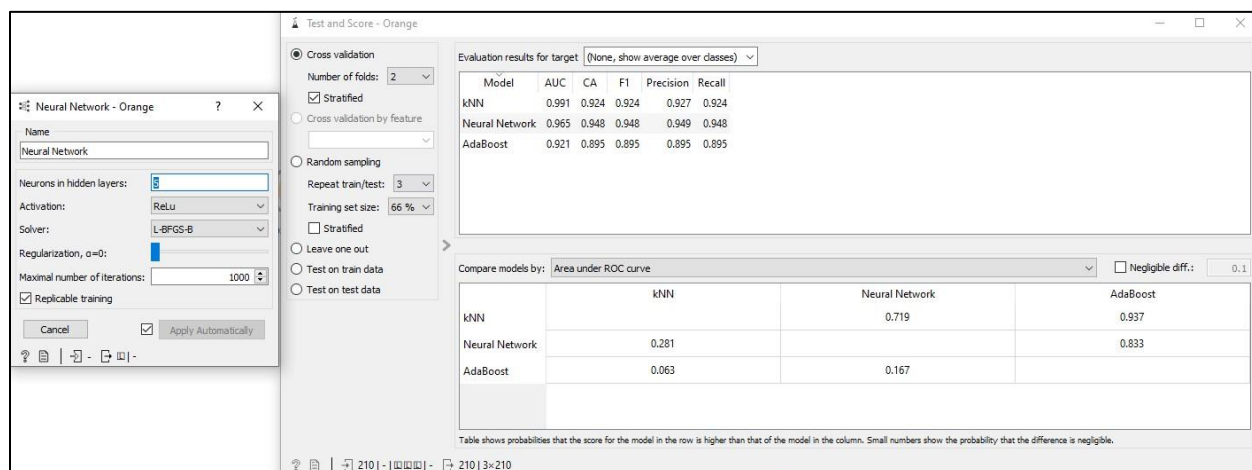 Neural Network - Orange ? ×
Name
Neural Network
Neurons in hidden layers: 5
Activation: ReLu
Solver: L-BFGS-B
Regularization, α=0:
Maximal number of iterations: 1000
Replicable training
Cancel Apply Automatically
? | - -
Test and Score - Orange
Cross validation
Number of folds: 2
Stratified
Cross validation by feature
Random sampling
Repeat train/test: 3
Training set size: 66 %
Stratified
Leave one out
Test on train data
Test on test data
Evaluation results for target (None, show average over classes)
Model AUC CA F1 Precision Recall
kNN 0.991 0.924 0.924 0.927 0.924
Neural Network 0.965 0.948 0.948 0.949 0.948
AdaBoost 0.921 0.895 0.895 0.895 0.895
Compare models by: Area under ROC curve Negligible diff.: 0.1
kNN Neural Network AdaBoost
kNN 0.719 0.937
Neural Network 0.281 0.833
AdaBoost 0.063 0.167
Table shows probabilities that the score for the model in the row is higher than that of the model in the column. Small numbers show the probability that the difference is negligible.
? | 210 | - | - 210 | 3×210